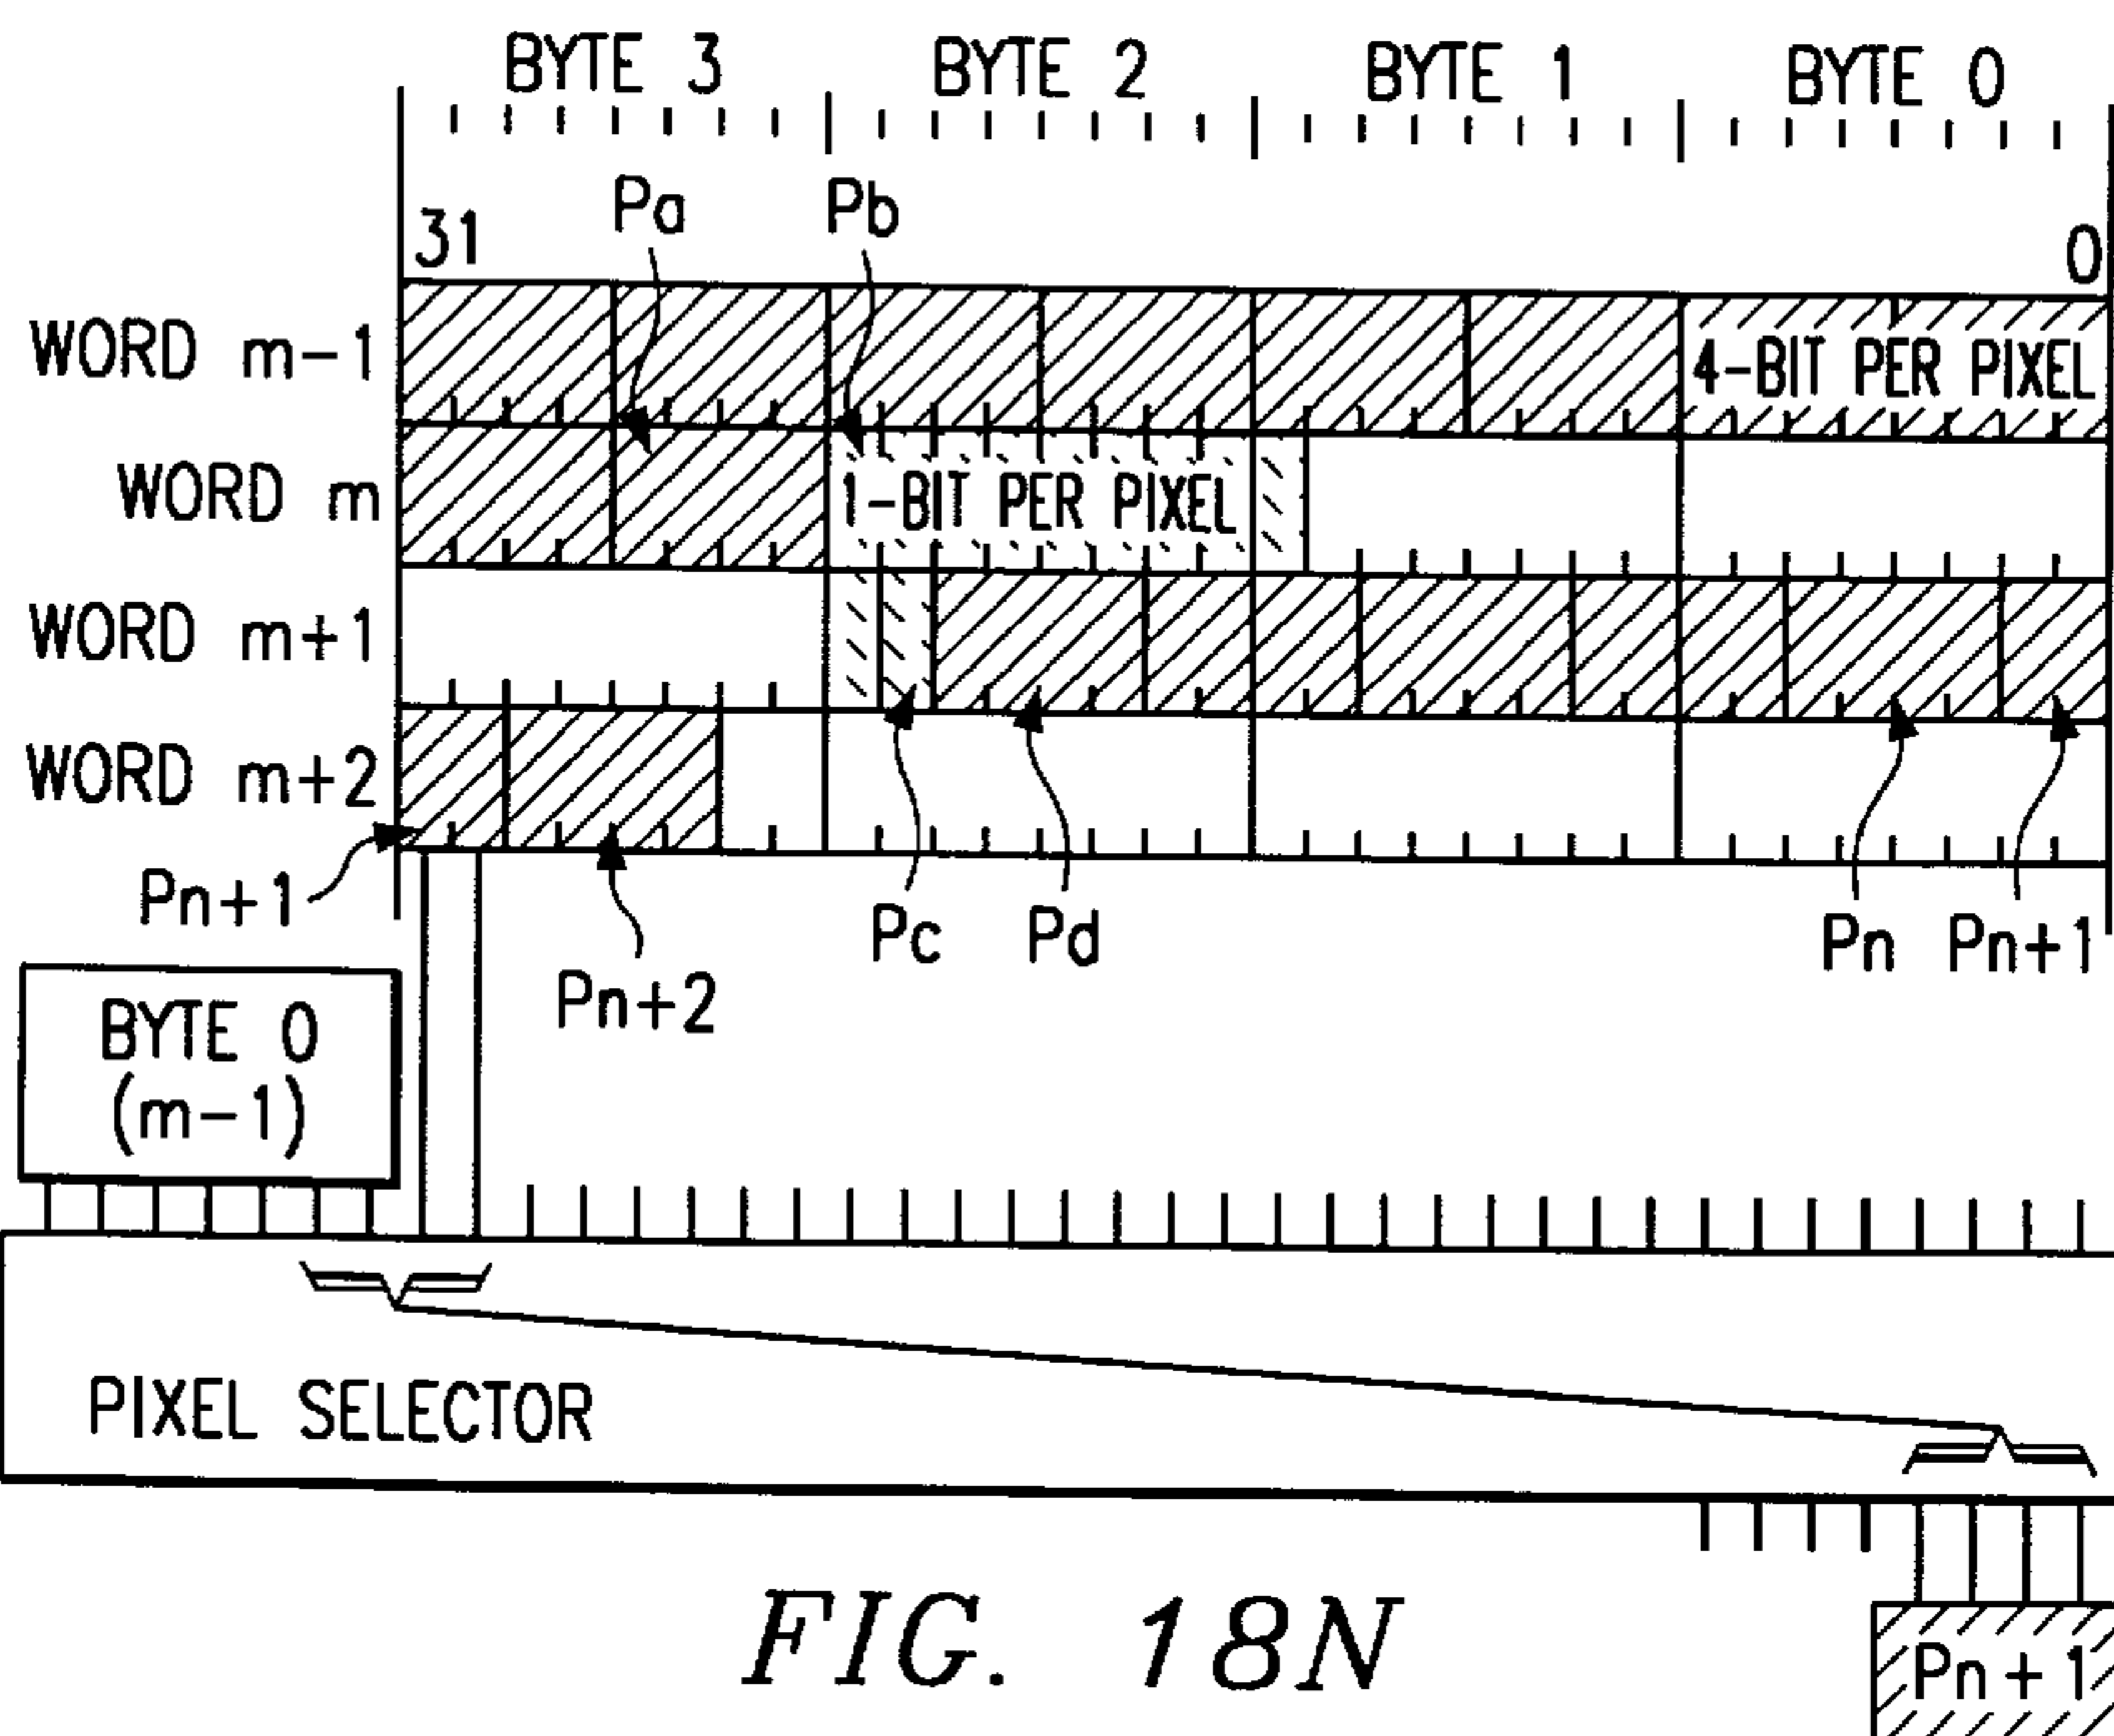 BYTE 3 BYTE 2 BYTE 1 BYTE 0
Pa Pb
31 0
WORD m-1 4-BIT PER PIXEL
WORD m 1-BIT PER PIXEL
WORD m+1
WORD m+2
Pn+1 Pc Pd Pn Pn+1
Pn+2
BYTE 0
(m-1)
PIXEL SELECTOR
FIG. 18N
Pn+1